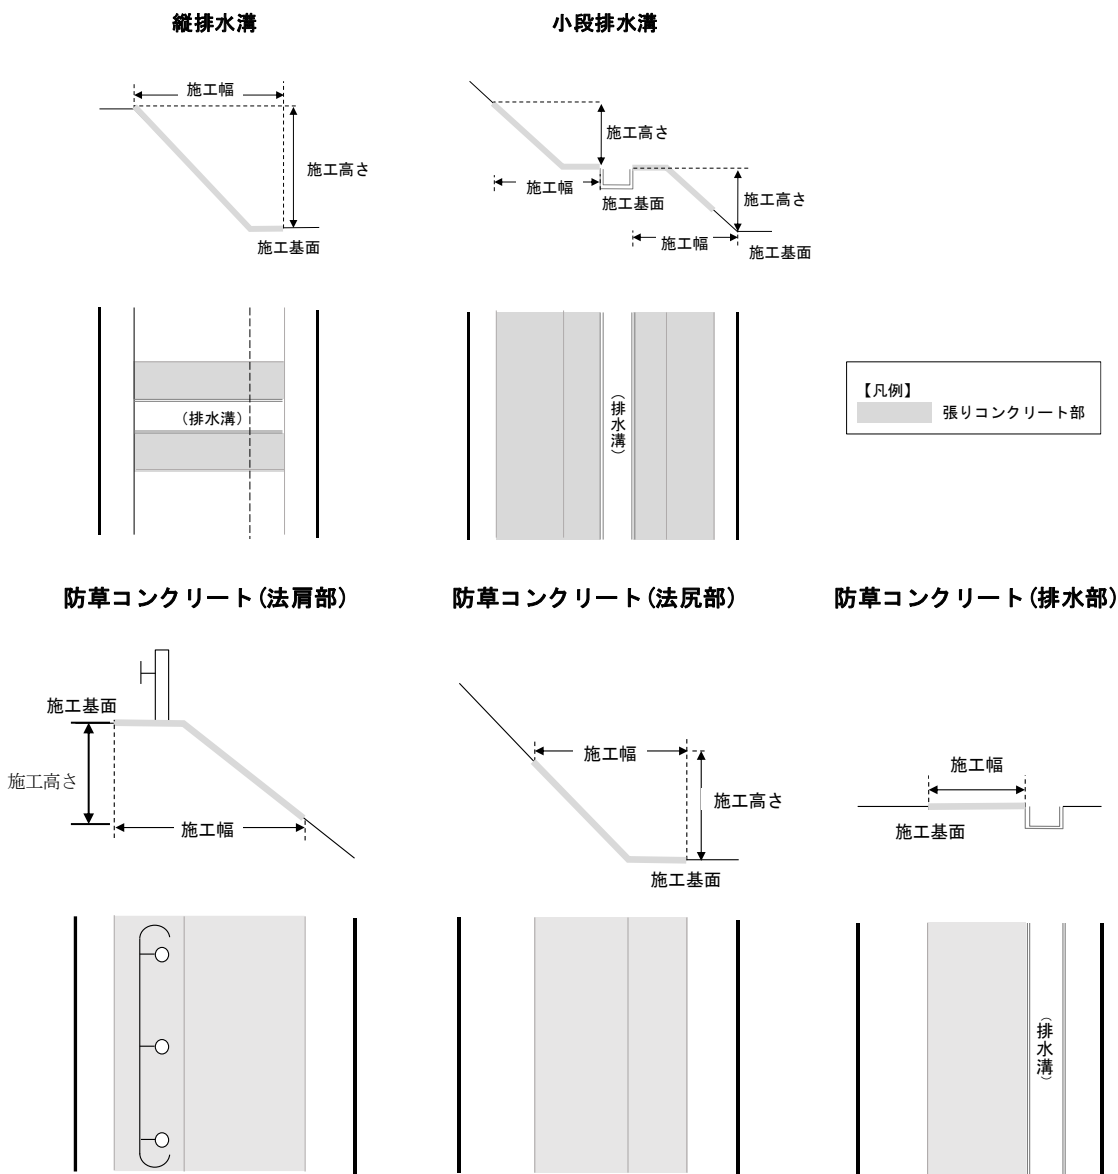 縦排水溝
小段排水溝
施工幅
施工高さ
施工基面
施工高さ
施工幅
施工基面
施工高さ
施工幅
施工基面
(排水溝)
(排水溝)
【凡例】
張りコンクリート部
防草コンクリート(法肩部)
防草コンクリート(法尻部)
防草コンクリート(排水部)
施工基面
施工高さ
施工幅
施工幅
施工高さ
施工基面
施工幅
施工基面
(排水溝)